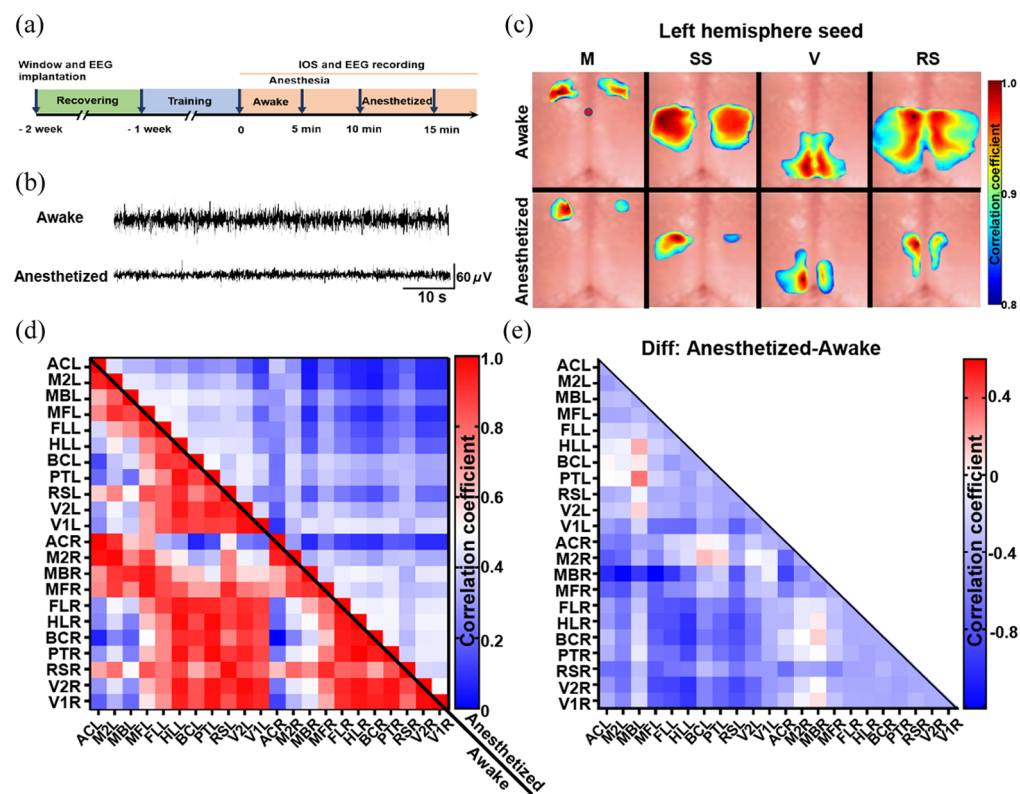 (a)
Window and EEG
implantation
IOS and EEG recording
Anesthesia
Recovering
Training
Awake
Anesthetized
- 2 week
- 1 week
0
5 min
10 min
15 min
(b)
Awake
Anesthetized
60 μV
10 s
(c)
Left hemisphere seed
M SS V RS
Awake
Anesthetized
1.0
0.9
0.8
Correlation coefficient
(d)
ACL
M2L
MBL
MFL
FLL
HLL
BCL
PTL
RSL
V2L
V1L
ACR
M2R
MBR
MFR
FLR
HLR
BCR
PTR
RSR
V2R
V1R
ACL M2L MBL MFL FLL HLL BCL PTL RSL V2L V1L ACR M2R MBR MFR FLR HLR BCR PTR RSR V2R V1R
Anesthetized
Awake
1.0
0.8
0.6
0.4
0.2
0
Correlation coefficient
(e)
Diff: Anesthetized-Awake
ACL
M2L
MBL
MFL
FLL
HLL
BCL
PTL
RSL
V2L
V1L
ACR
M2R
MBR
MFR
FLR
HLR
BCR
PTR
RSR
V2R
V1R
ACL M2L MBL MFL FLL HLL BCL PTL RSL V2L V1L ACR M2R MBR MFR FLR HLR BCR PTR RSR V2R V1R
0.4
0
-0.4
-0.8
Correlation coefficient